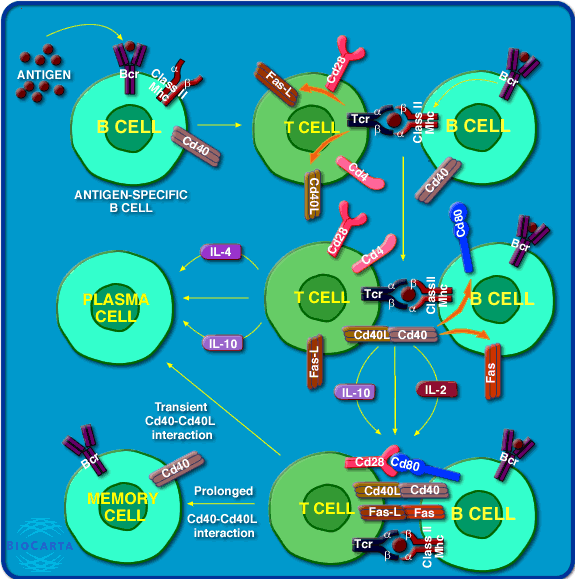 ANTIGEN
Bcr
α
β
Class II
Mhc
B CELL
Cd40
ANTIGEN-SPECIFIC
B CELL
Cd28
Fas-L
T CELL
Tcr
α
β
β
α
Class II
Mhc
Cd4
Cd40L
Bcr
B CELL
Cd40
Cd28
Cd4
T CELL
Tcr
α
β
β
α
ClassII
Mhc
Cd80
Bcr
B CELL
Cd40L
Cd40
Fas-L
Fas
IL-4
PLASMA
CELL
IL-10
IL-10
IL-2
Transient
Cd40-Cd40L
interaction
Bcr
Cd40
MEMORY
CELL
Prolonged
Cd40-Cd40L
interaction
Cd28
Cd80
Cd40L
Cd40
T CELL
Fas-L
Fas
Tcr
α
β
β
α
Class II
Mhc
Bcr
B CELL
BIOCARTA